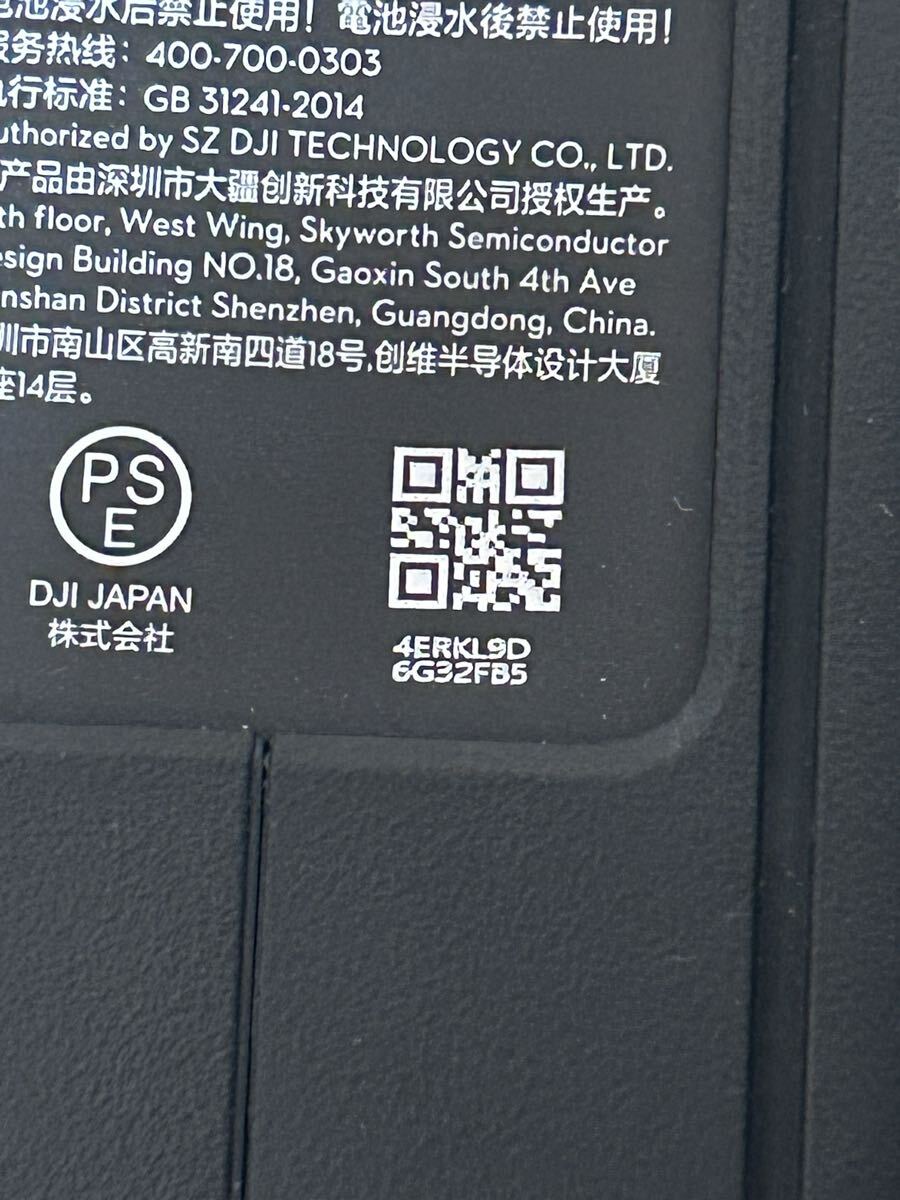 电池浸水后禁止使用！電池浸水後禁止使用！
服务热线：400-700-0303
执行标准：GB 31241-2014
uthorized by SZ DJI TECHNOLOGY CO., LTD.
产品由深圳市大疆创新科技有限公司授权生产。
th floor, West Wing, Skyworth Semiconductor
esign Building NO.18, Gaoxin South 4th Ave
nshan District Shenzhen, Guangdong, China.
圳市南山区高新南四道18号,创维半导体设计大厦
座14层。
PSE
DJI JAPAN
株式会社
4ERKL9D
6G32FB5